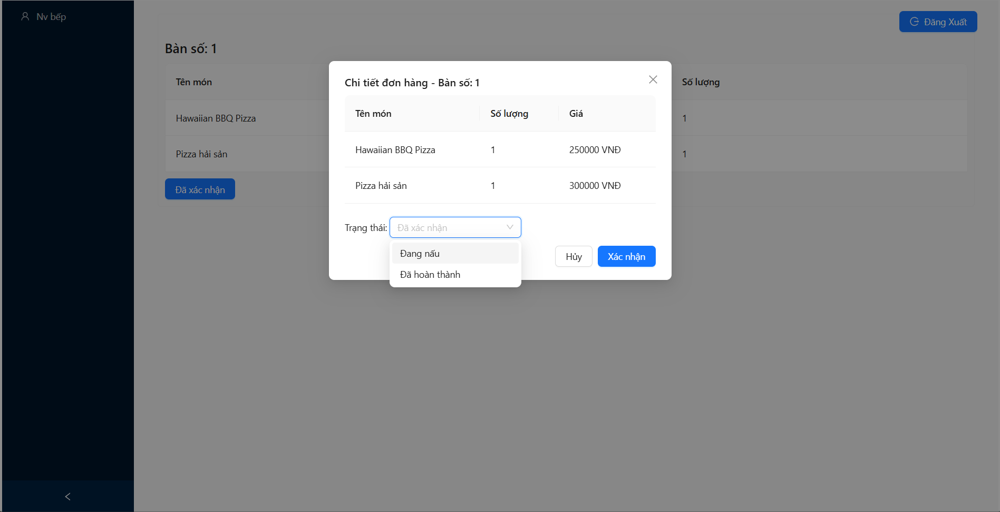 Nv bếp
Đăng Xuất
Bàn số: 1
Tên món
Số lượng
Hawaiian BBQ Pizza
1
Pizza hải sản
1
Đã xác nhận
Chi tiết đơn hàng - Bàn số: 1
Tên món
Số lượng
Giá
Hawaiian BBQ Pizza
1
250000 VNĐ
Pizza hải sản
1
300000 VNĐ
Trạng thái:
Đã xác nhận
Đang nấu
Đã hoàn thành
Hủy
Xác nhận